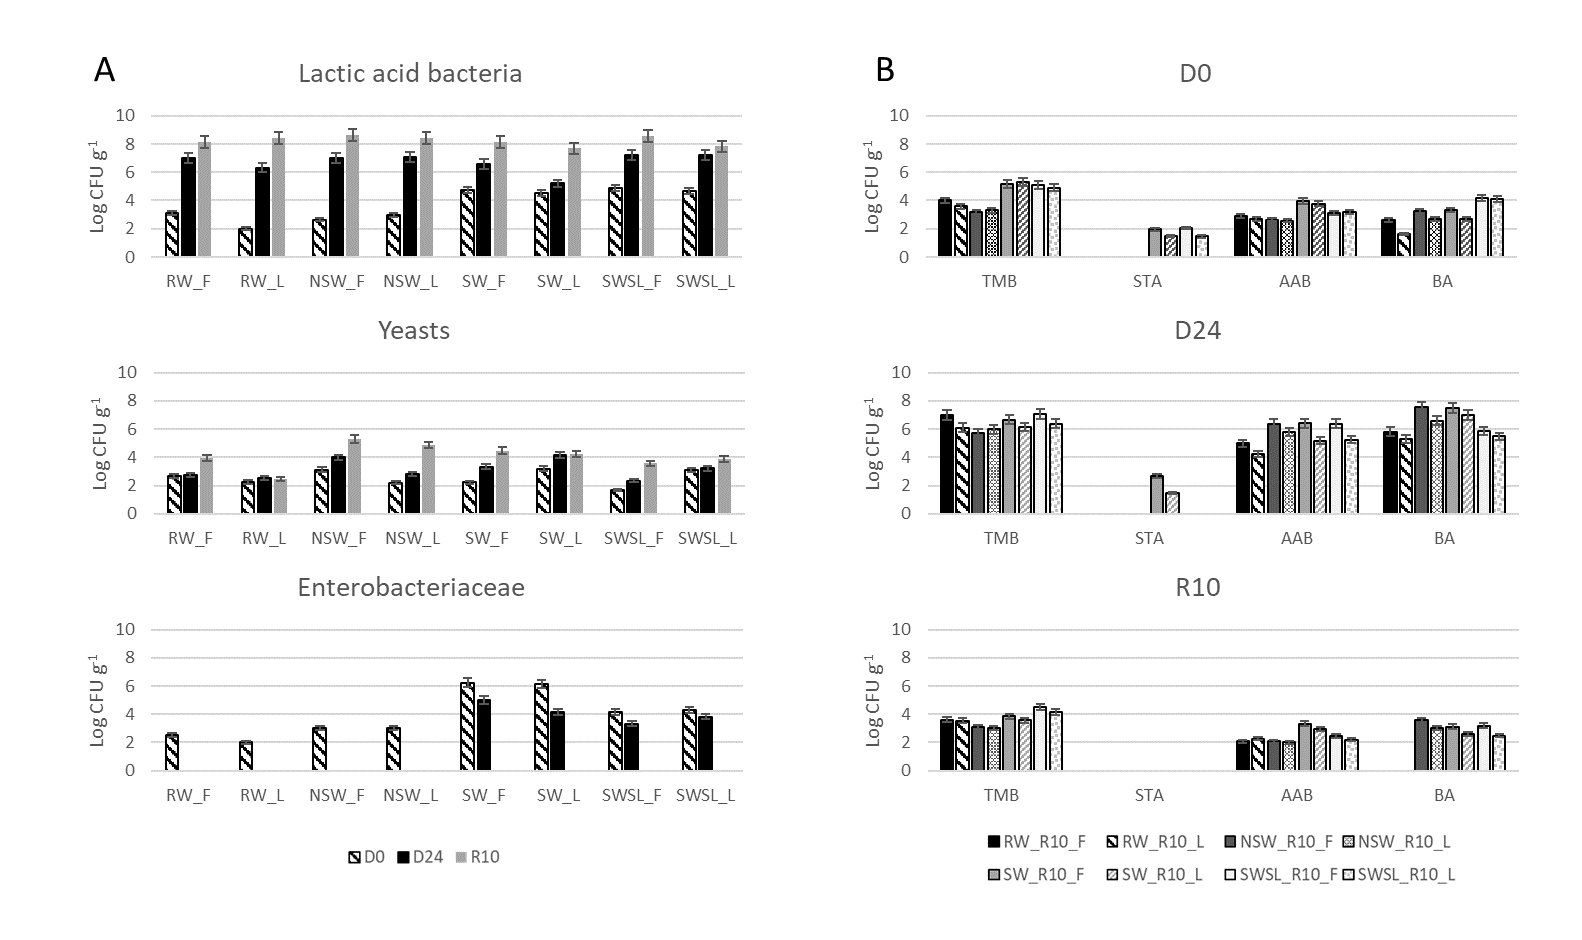 A
Lactic acid bacteria
Log CFU g-1
10
8
6
4
2
0
RW_F RW_L NSW_F NSW_L SW_F SW_L SWSL_F SWSL_L
Yeasts
Log CFU g-1
10
8
6
4
2
0
RW_F RW_L NSW_F NSW_L SW_F SW_L SWSL_F SWSL_L
Enterobacteriaceae
Log CFU g-1
10
8
6
4
2
0
RW_F RW_L NSW_F NSW_L SW_F SW_L SWSL_F SWSL_L
D0 D24 R10
B
D0
Log CFU g-1
10
8
6
4
2
0
TMB STA AAB BA
D24
Log CFU g-1
10
8
6
4
2
0
TMB STA AAB BA
R10
Log CFU g-1
10
8
6
4
2
0
TMB STA AAB BA
RW_R10_F RW_R10_L NSW_R10_F NSW_R10_L
SW_R10_F SW_R10_L SWSL_R10_F SWSL_R10_L